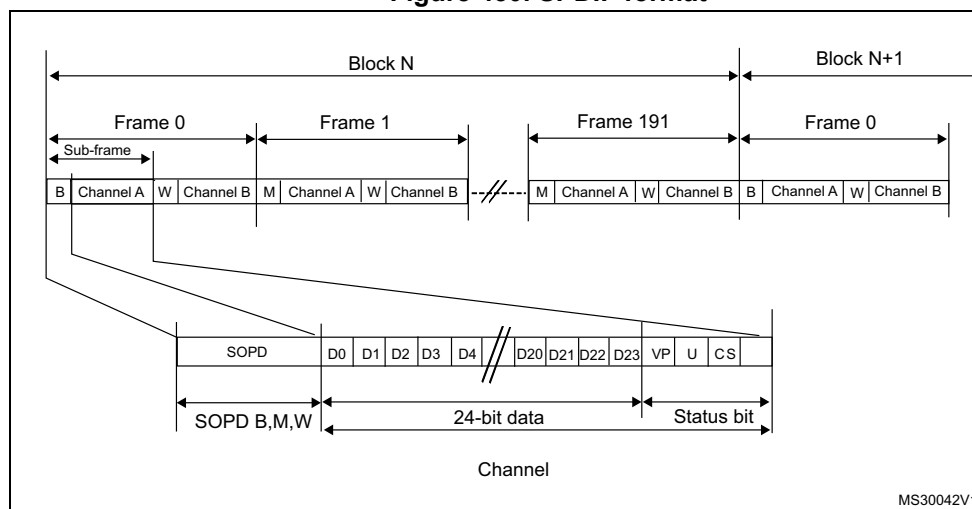 Block N Block N+1
Frame 0 Frame 1 Frame 191 Frame 0
Sub-frame
B Channel A W Channel B M Channel A W Channel B M Channel A W Channel B B Channel A W Channel B
SOPD D0 D1 D2 D3 D4 D20 D21 D22 D23 VP U CS
SOPD B,M,W 24-bit data Status bit
Channel